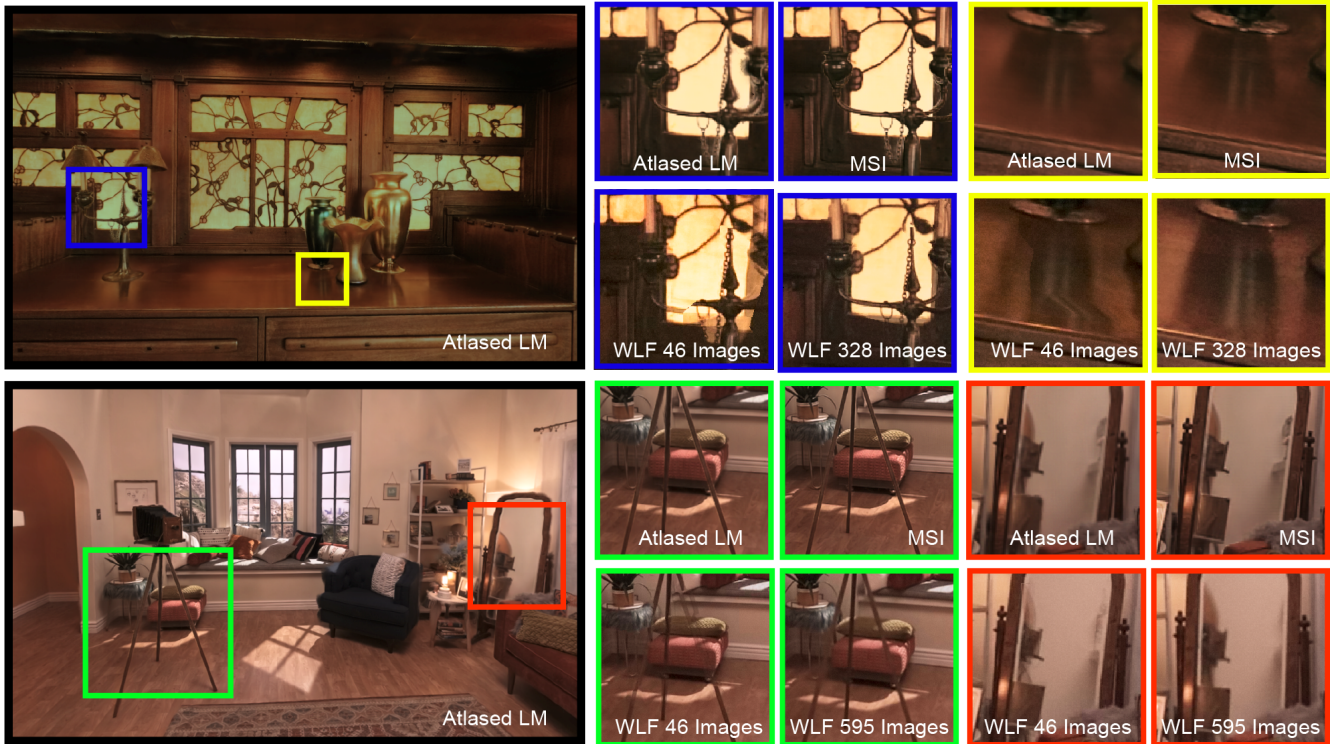 Atlased LM
Atlased LM
MSI
Atlased LM
MSI
WLF 46 Images
WLF 328 Images
WLF 46 Images
WLF 328 Images
Atlased LM
Atlased LM
MSI
Atlased LM
MSI
WLF 46 Images
WLF 595 Images
WLF 46 Images
WLF 595 Images